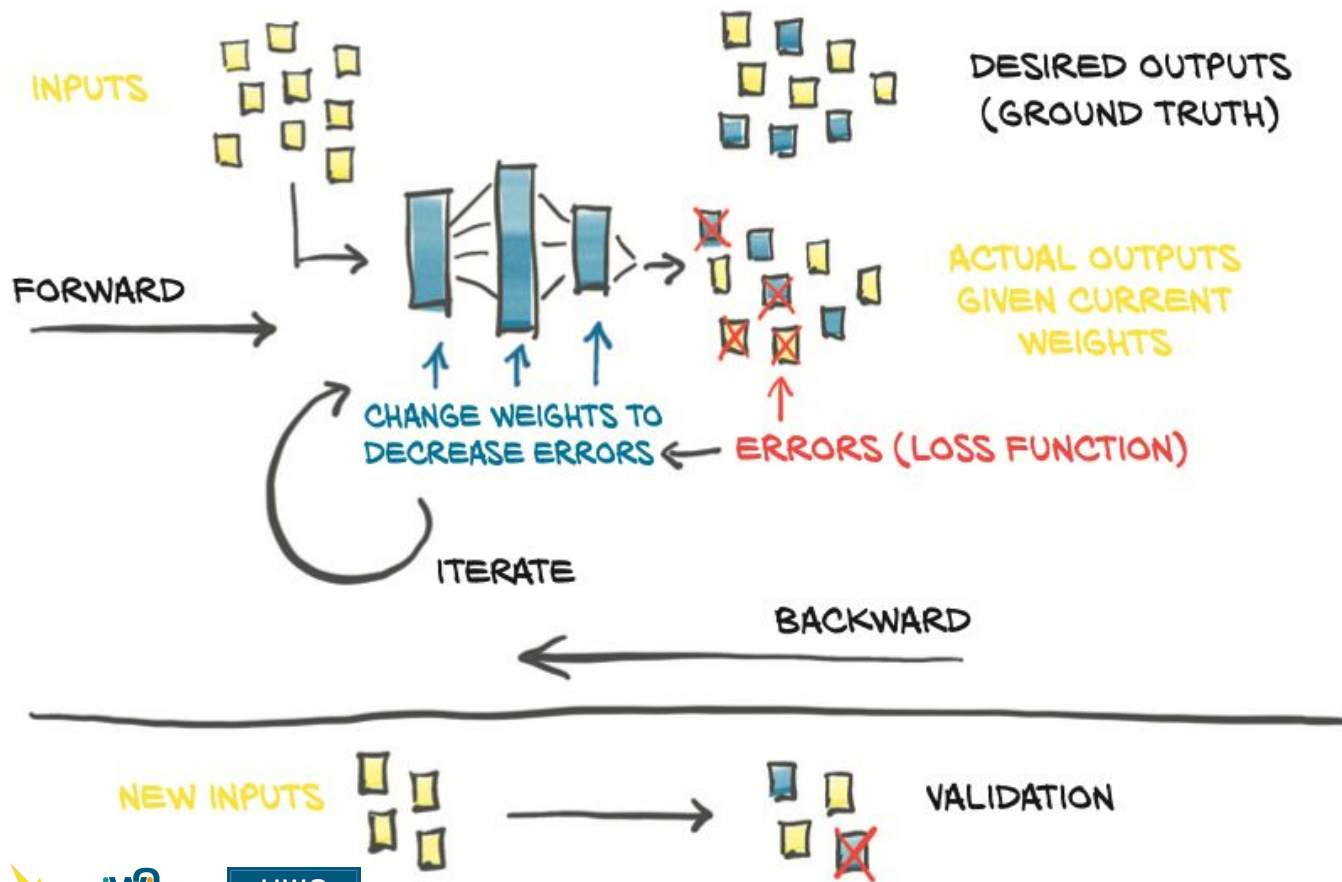 INPUTS
DESIRED OUTPUTS
(GROUND TRUTH)
FORWARD
ACTUAL OUTPUTS
GIVEN CURRENT
WEIGHTS
CHANGE WEIGHTS TO
DECREASE ERRORS
ERRORS (LOSS FUNCTION)
ITERATE
BACKWARD
NEW INPUTS
VALIDATION